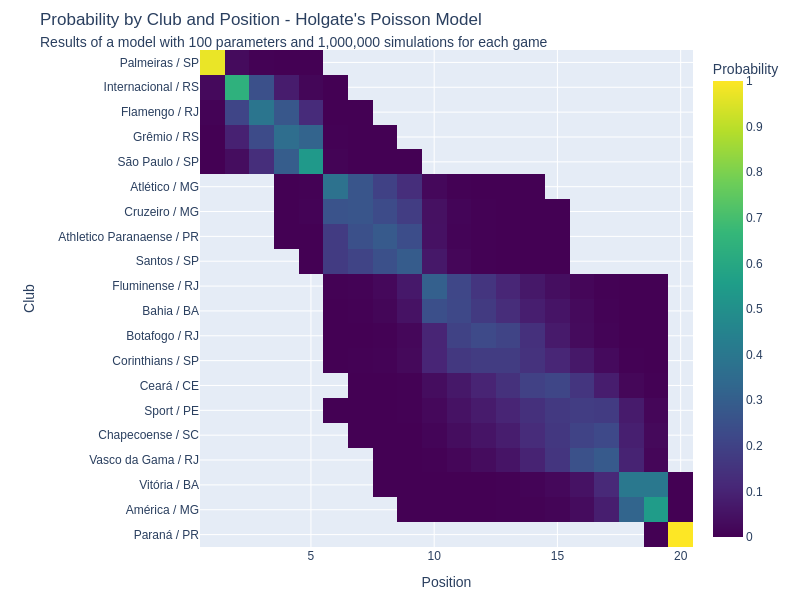 Probability by Club and Position - Holgate's Poisson Model
Results of a model with 100 parameters and 1,000,000 simulations for each game
Probability
Palmeiras / SP
Internacional / RS
Flamengo / RJ
Grêmio / RS
São Paulo / SP
Atlético / MG
Cruzeiro / MG
Athletico Paranaense / PR
Santos / SP
Fluminense / RJ
Bahia / BA
Botafogo / RJ
Corinthians / SP
Ceará / CE
Sport / PE
Chapecoense / SC
Vasco da Gama / RJ
Vitória / BA
América / MG
Paraná / PR
Club
5
10
15
20
Position
1
0.9
0.8
0.7
0.6
0.5
0.4
0.3
0.2
0.1
0